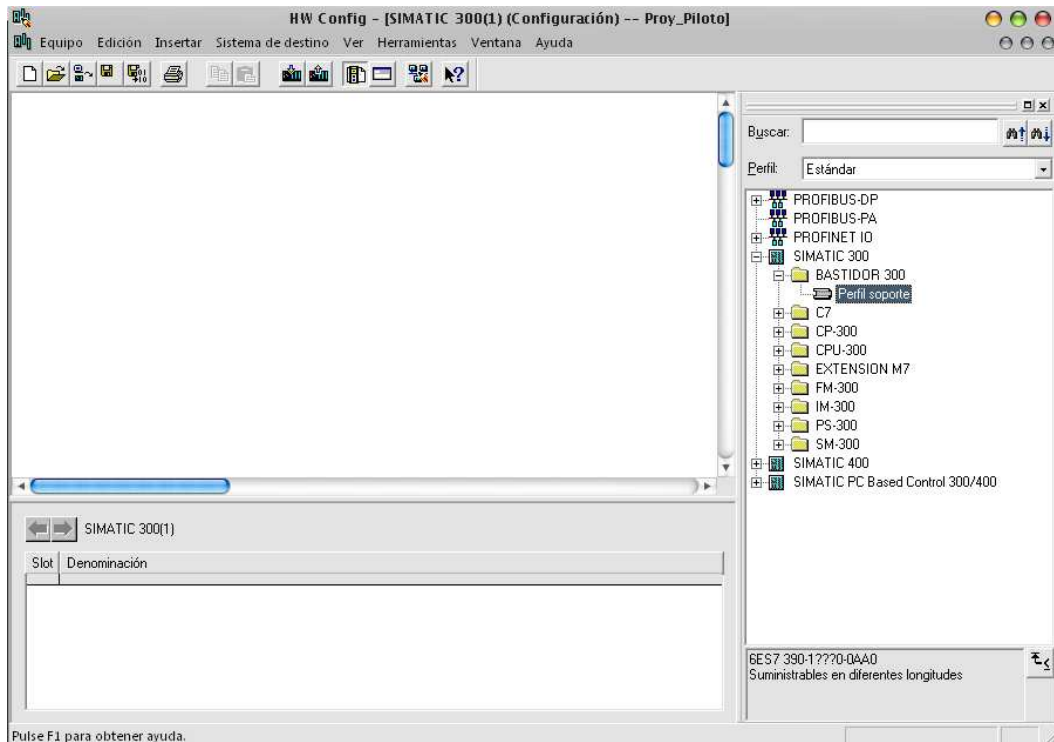 HW Config - [SIMATIC 300(1) (Configuración) -- Proy_Piloto]
Equipo Edición Insertar Sistema de destino Ver Herramientas Ventana Ayuda
Buscar:
Perfil: Estándar
PROFIBUS-DP
PROFIBUS-PA
PROFINET IO
SIMATIC 300
BASTIDOR 300
Perfil soporte
C7
CP-300
CPU-300
EXTENSION M7
FM-300
IM-300
PS-300
SM-300
SIMATIC 400
SIMATIC PC Based Control 300/400
SIMATIC 300(1)
Slot Denominación
6ES7 390-1???0-0AA0
Suministrables en diferentes longitudes
Pulse F1 para obtener ayuda.